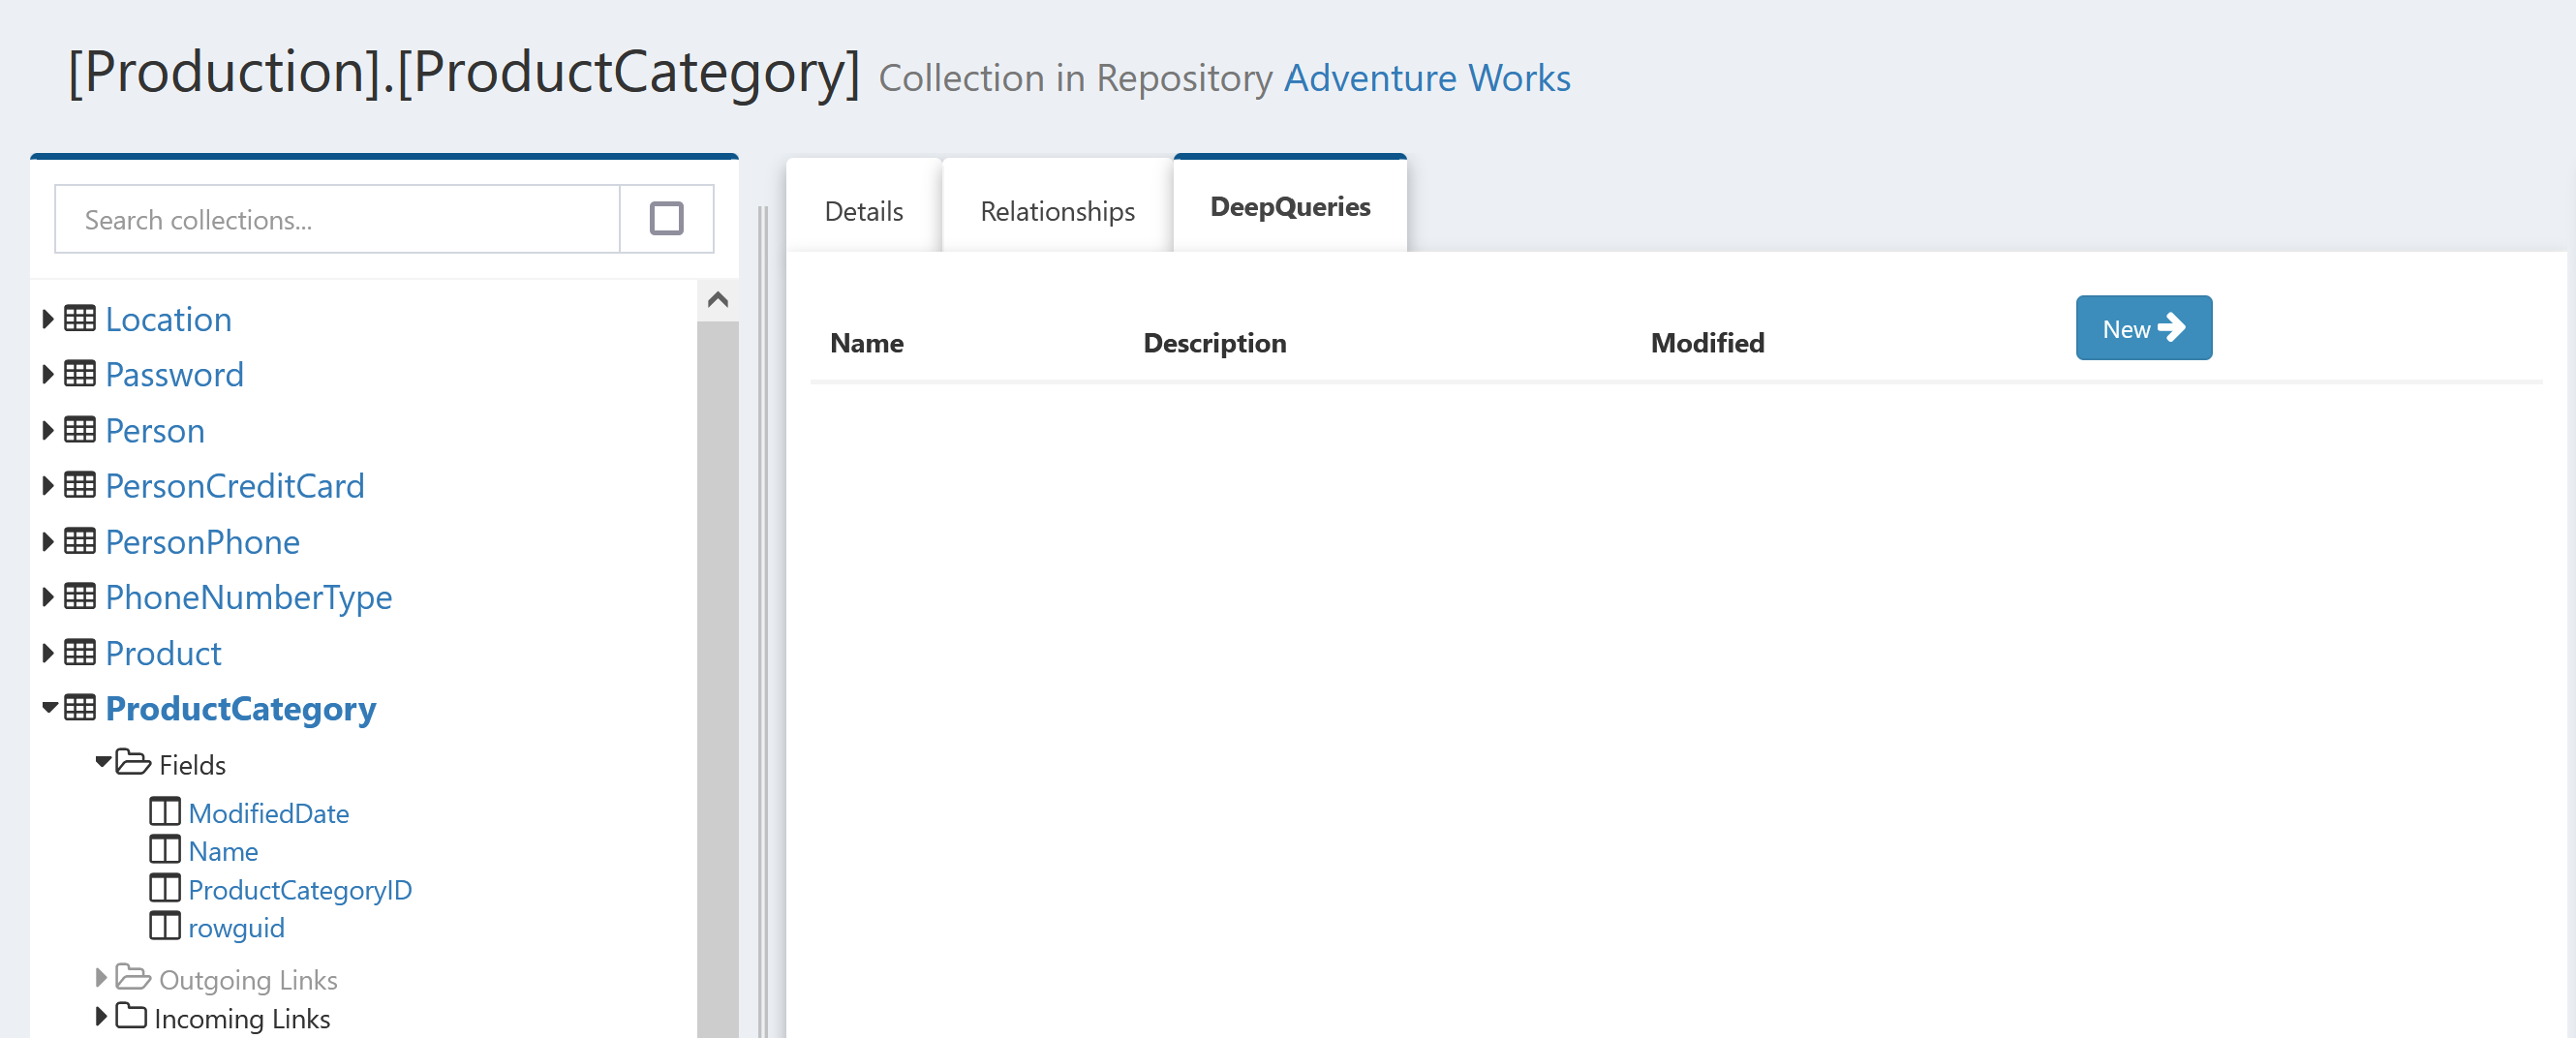 [Production].[ProductCategory] Collection in Repository Adventure Works
Search collections...
Location
Password
Person
PersonCreditCard
PersonPhone
PhoneNumberType
Product
ProductCategory
Fields
ModifiedDate
Name
ProductCategoryID
rowguid
Outgoing Links
Incoming Links
Details Relationships DeepQueries
Name Description Modified New